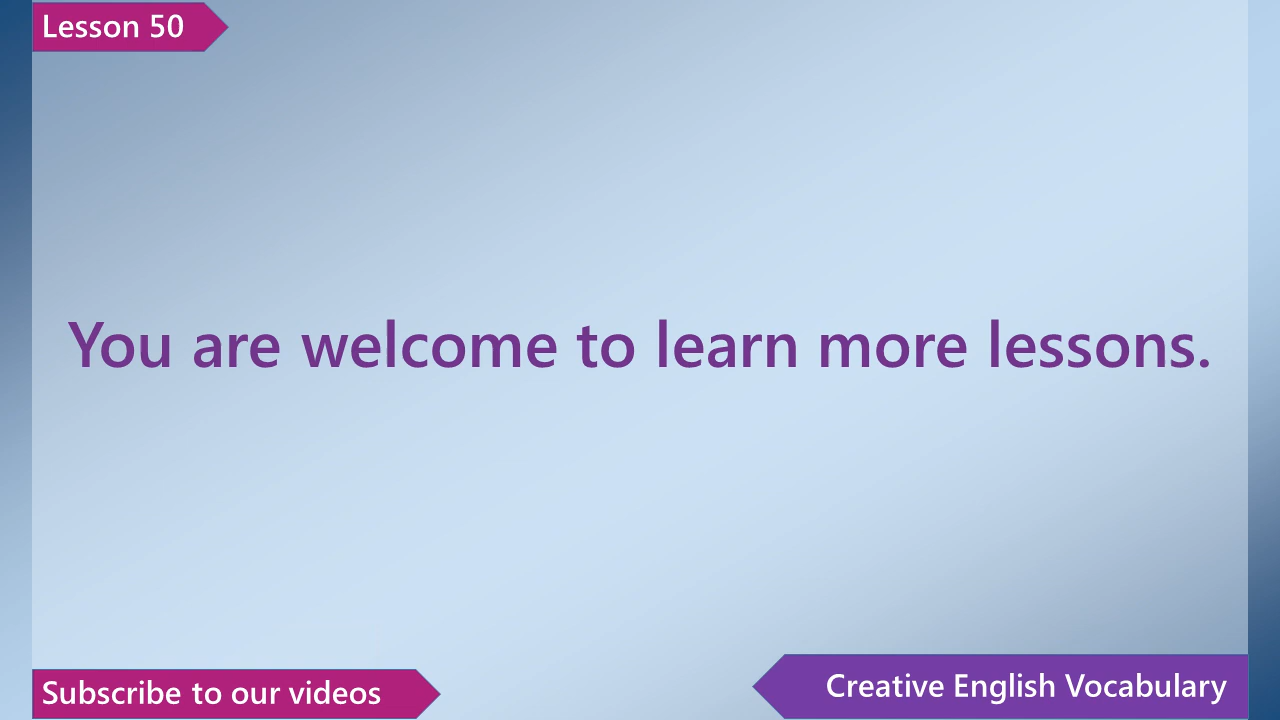 Lesson 50
You are welcome to learn more lessons.
Subscribe to our videos
Creative English Vocabulary